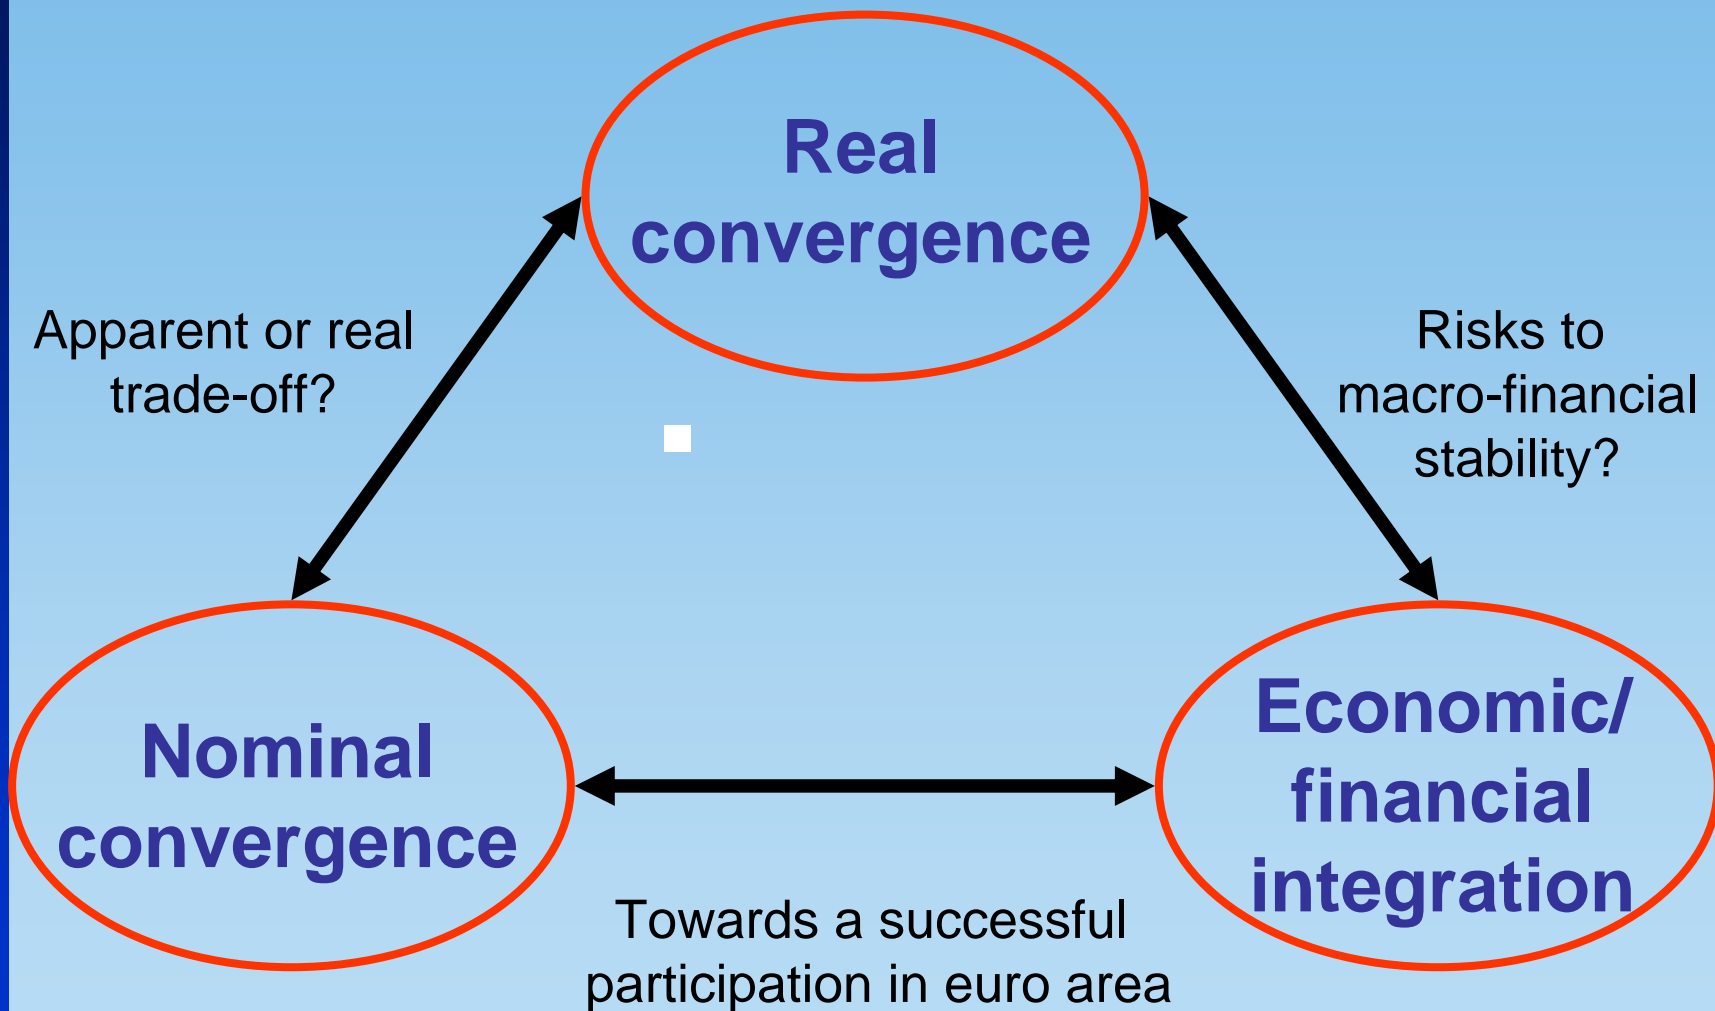 Real
convergence
Apparent or real
trade-off?
Risks to
macro-financial
stability?
Nominal
convergence
Economic/
financial
integration
Towards a successful
participation in euro area